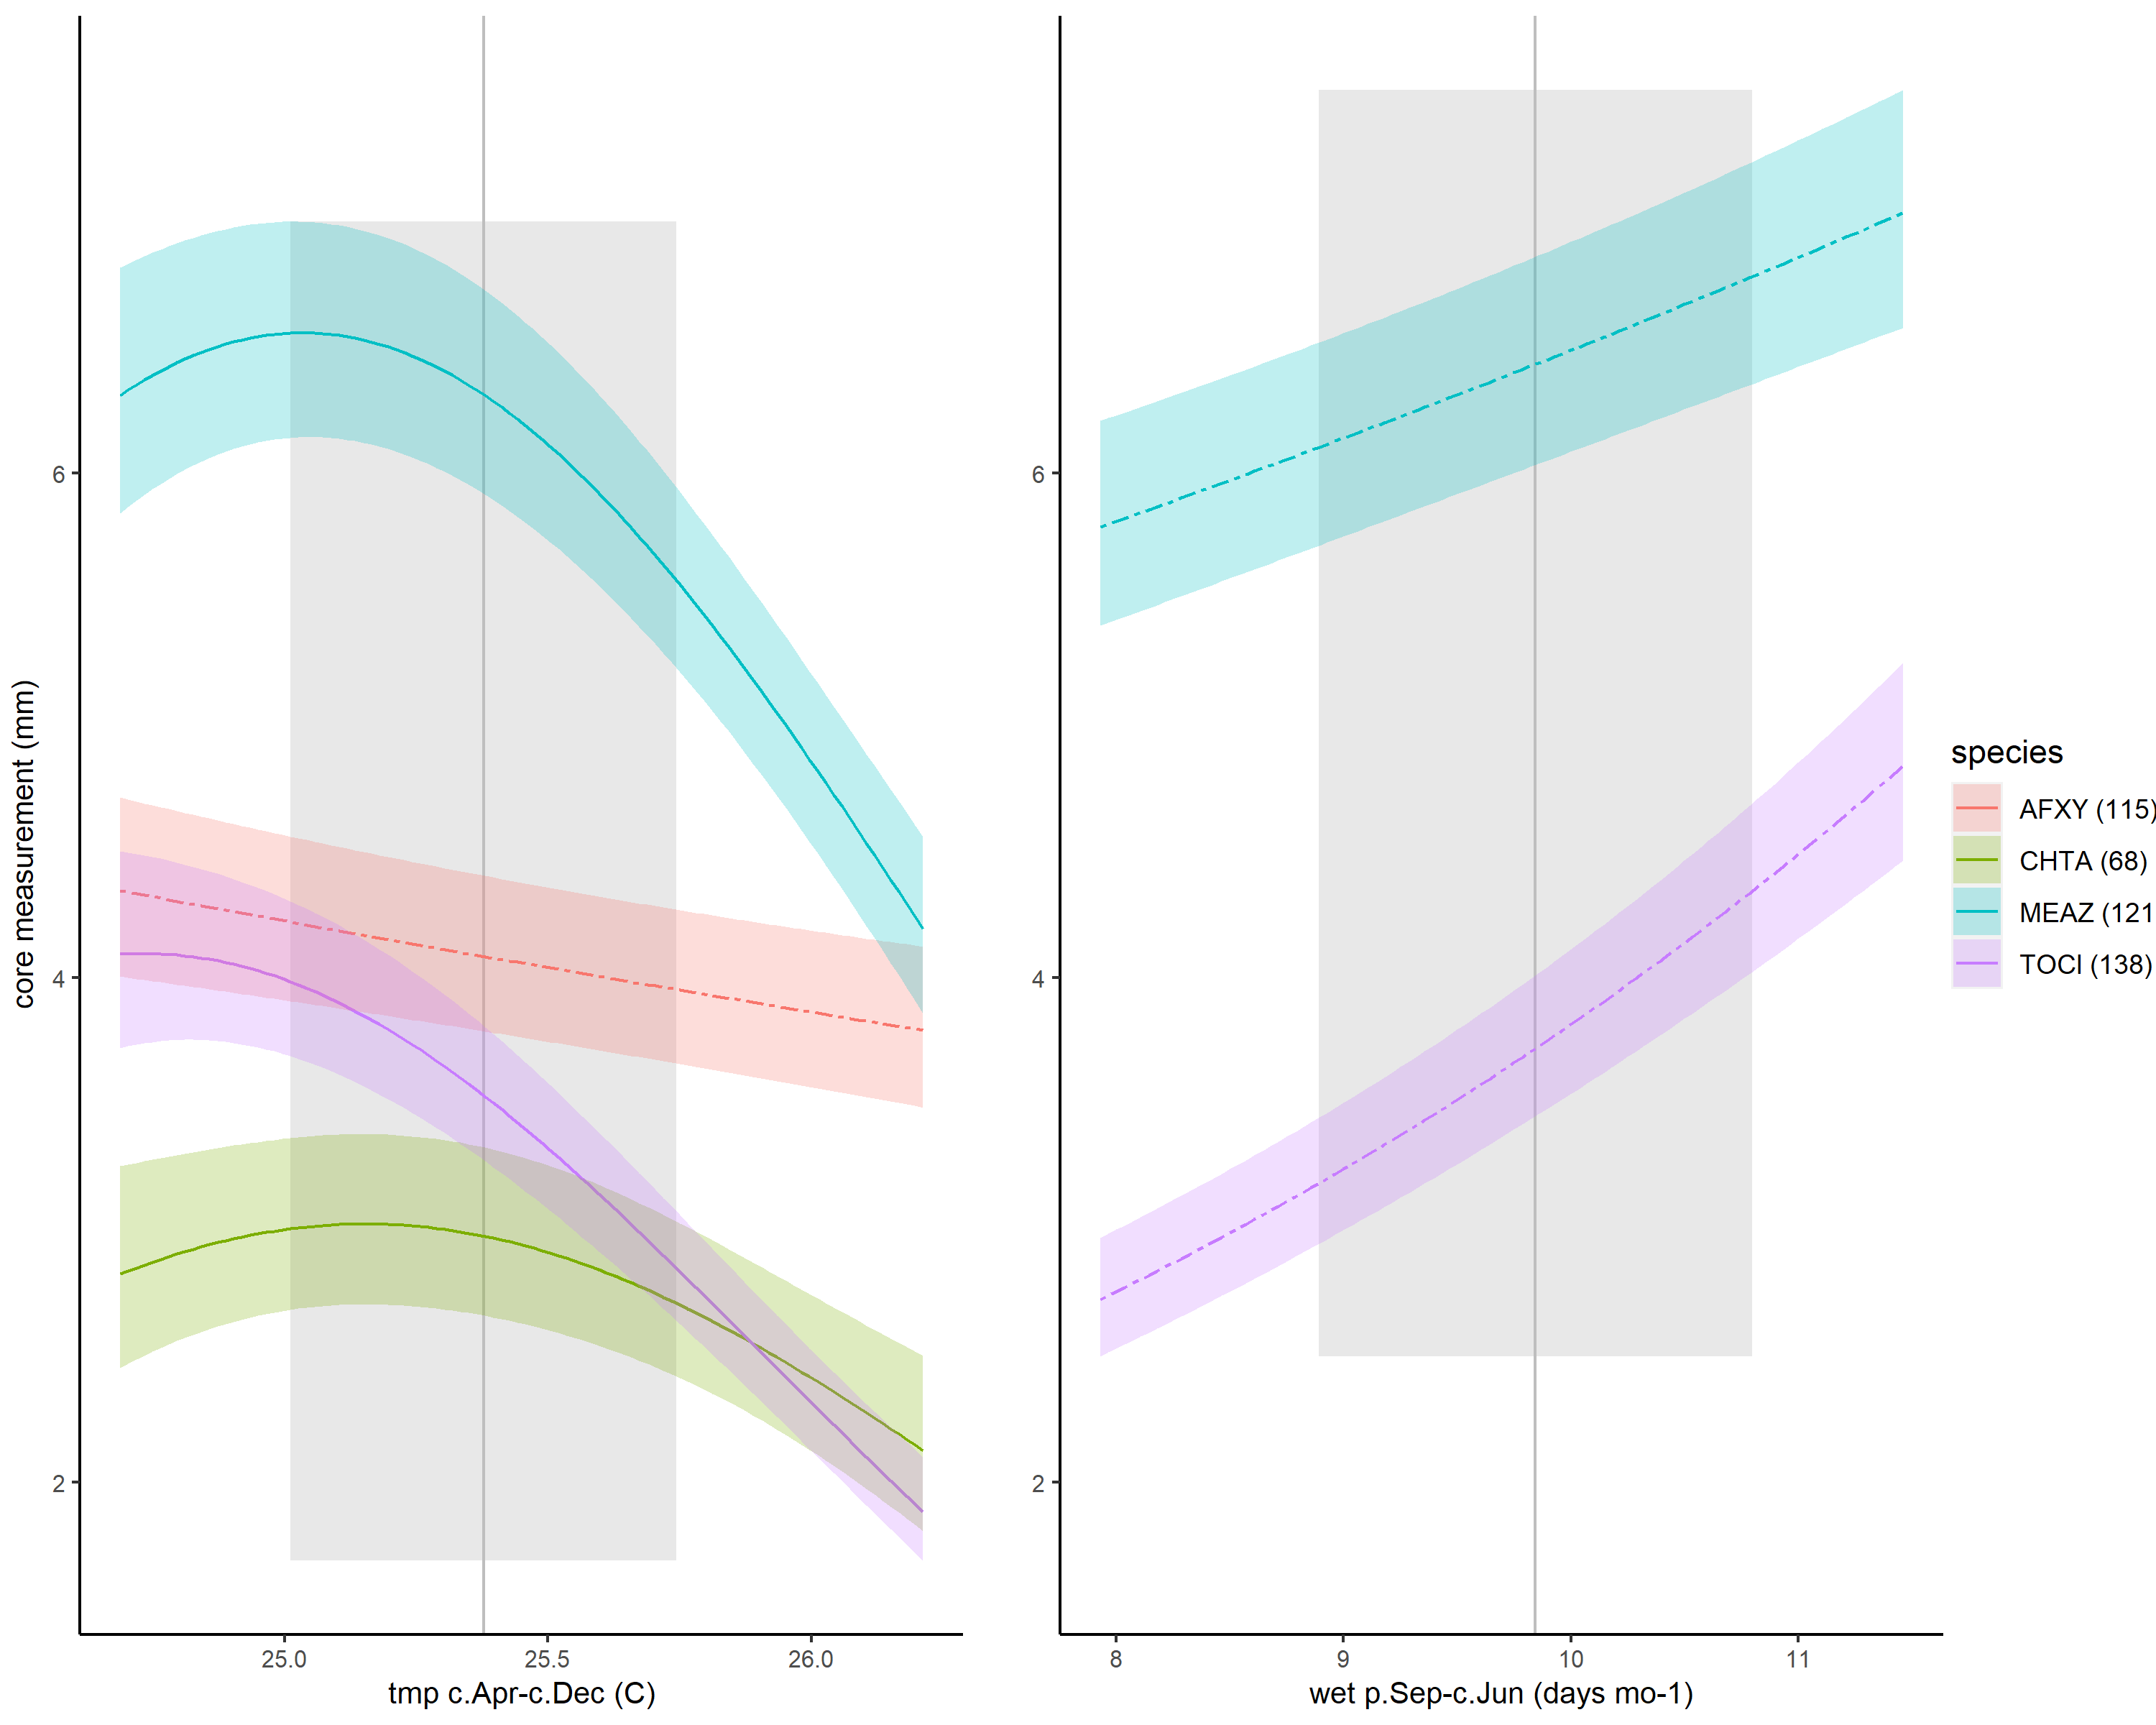 core measurement (mm)
6
4
2
25.0 25.5 26.0
tmp c.Apr-c.Dec (C)
6
4
2
8 9 10 11
wet p.Sep-c.Jun (days mo-1)
species
AFXY (115)
CHTA (68)
MEAZ (121
TOCI (138)